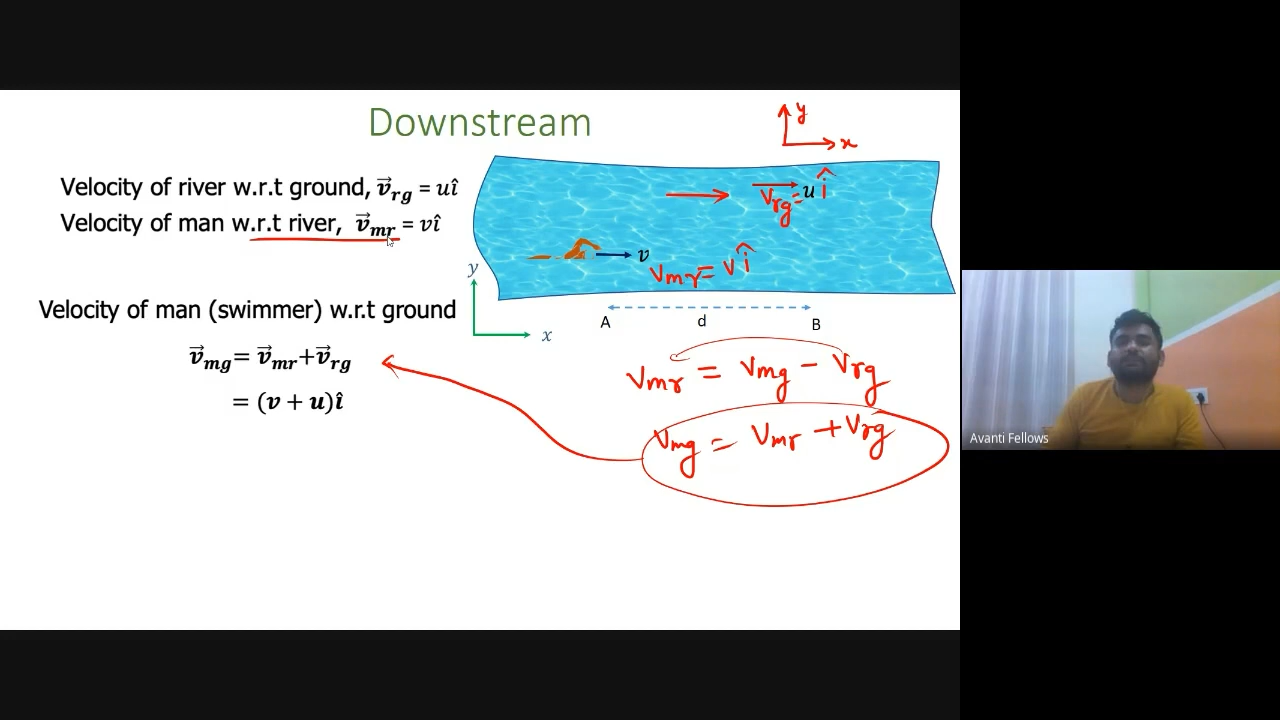 Downstream
Velocity of river w.r.t ground, v⃗rg = uî
Velocity of man w.r.t river, v⃗mr = vî
Velocity of man (swimmer) w.r.t ground
v⃗mg= v⃗mr+v⃗rg
= (v + u)î
y
x
Vrg= u î
v
Vmr= v î
y
x
A d B
Vmr = Vmg - Vrg
Vmg = Vmr + Vrg
Avanti Fellows